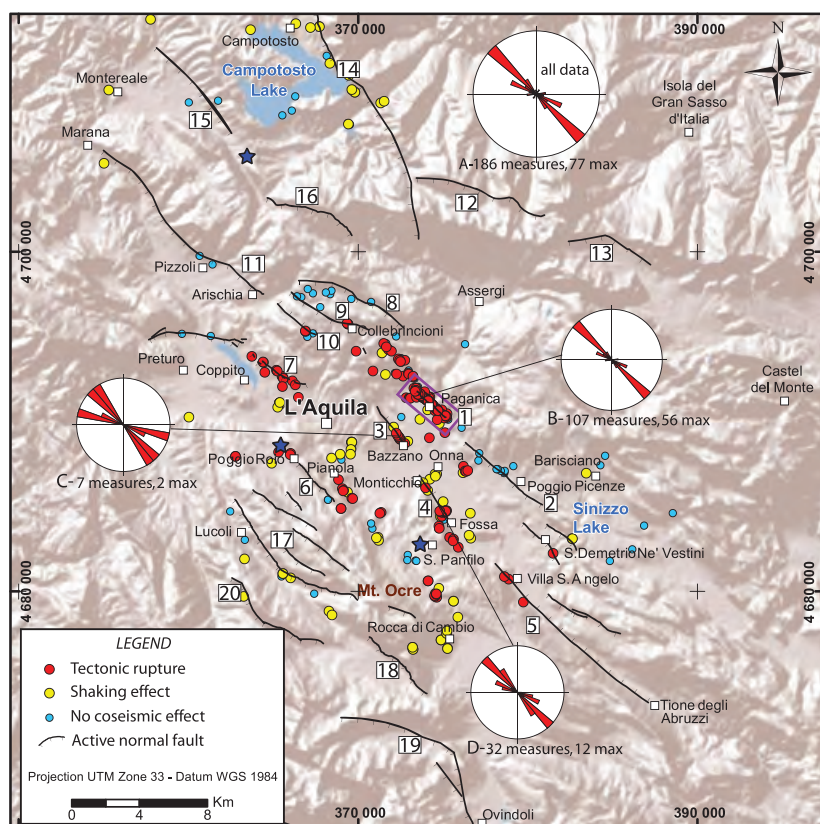 370 000
390 000
N
Campotosto
Campotosto
Lake
14
all data
Isola del
Gran Sasso
d'Italia
Montereale
15
Marana
A-186 measures, 77 max
16
12
4 700 000
4 700 000
13
Pizzoli
11
Arischia
Assergi
8
9
Collebrincioni
10
Preturo
7
Coppito
Castel
del Monte
Paganica
L'Aquila
1
B-107 measures, 56 max
3
Bazzano
Onna
Barisciano
C- 7 measures, 2 max
Poggio Roio
Pianola
Monticchio
Poggio Picenze
6
2
Sinizzo
Lake
4
Fossa
Lucoli
17
S. Panfilo
S.Demetrio Ne' Vestini
Villa S. Angelo
4 680 000
4 680 000
20
Mt. Ocre
5
Rocca di Cambio
18
LEGEND
Tectonic rupture
Shaking effect
No coseismic effect
Active normal fault
Projection UTM Zone 33 - Datum WGS 1984
0 4 8 Km
Tione degli
Abruzzi
D-32 measures, 12 max
19
370 000
390 000
Ovindoli